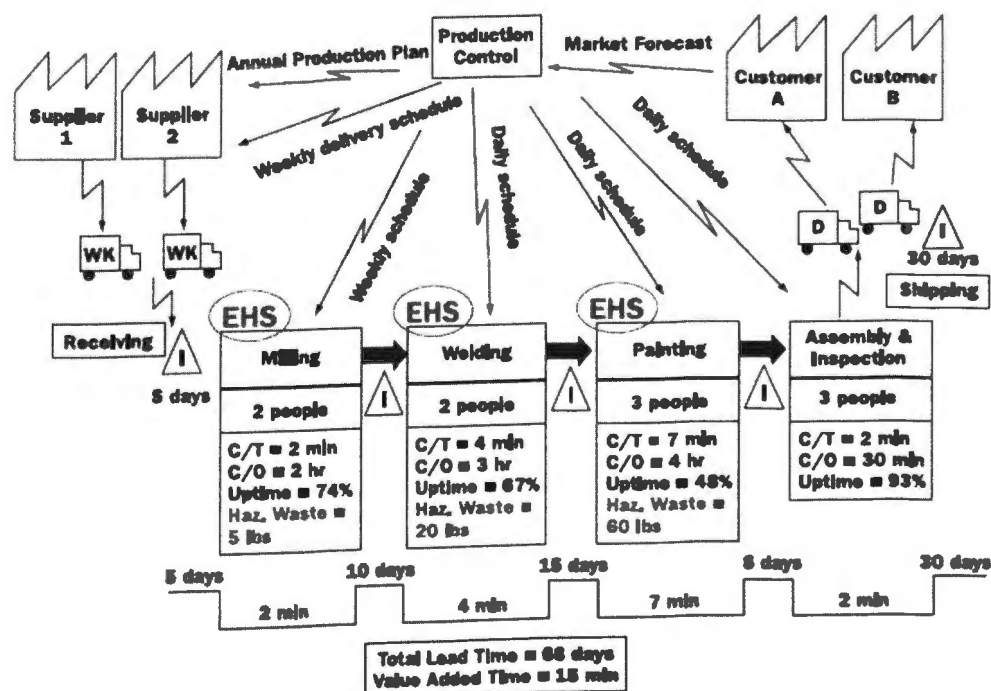 Production
Control
Annual Production Plan
Market Forecast
Supplier
1
Supplier
2
Customer
A
Customer
B
Weekly delivery schedule
Weekly schedule
Daily
schedule
Daily
schedule
Daily
schedule
WK
WK
D
D
I
30 days
Shipping
Receiving
I
5 days
EHS
Milling
2 people
C/T = 2 min
C/O = 2 hr
Uptime = 74%
Haz. Waste =
5 lbs
I
EHS
Welding
2 people
C/T = 4 min
C/O = 3 hr
Uptime = 67%
Haz. Waste =
20 lbs
I
EHS
Painting
3 people
C/T = 7 min
C/O = 4 hr
Uptime = 48%
Haz. Waste =
60 lbs
I
Assembly &
Inspection
3 people
C/T = 2 min
C/O = 30 min
Uptime = 93%
5 days
10 days
15 days
days
30 days
2 min
4 min
7 min
2 min
Total Lead Time = days
Value Added Time = 15 min